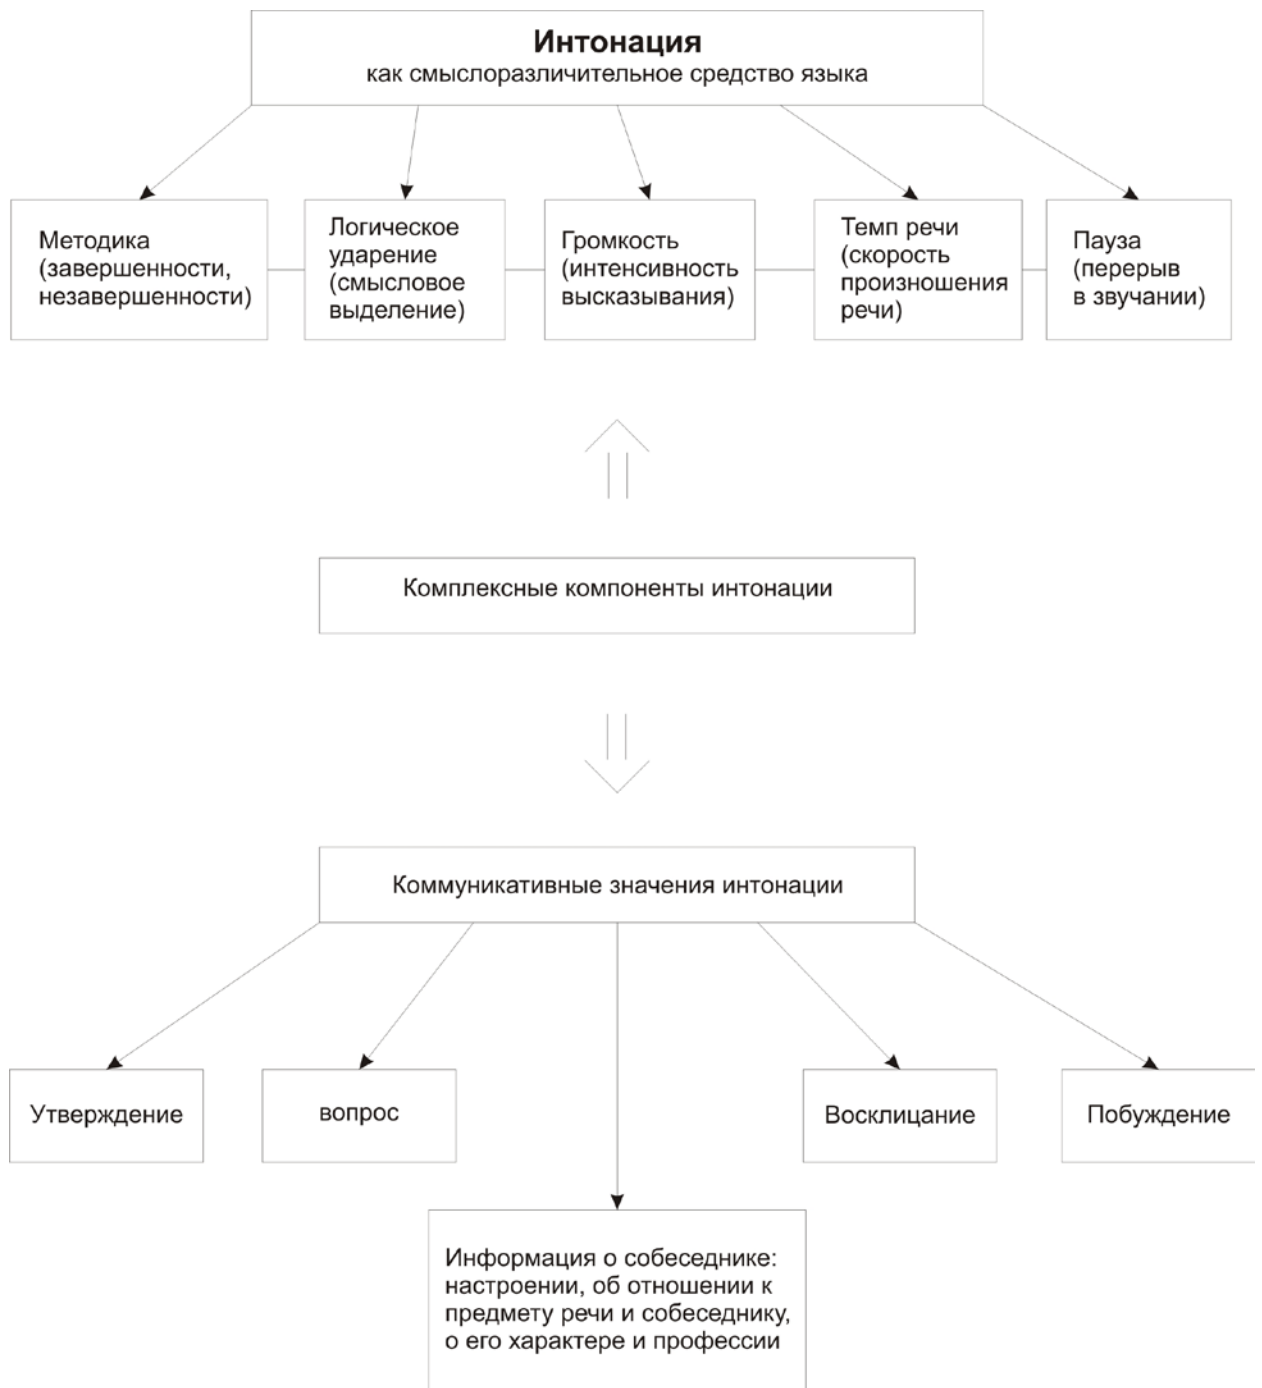 Интонация
как смыслоразличительное средство языка
Методика
(завершенности,
незавершенности)
Логическое
ударение
(смысловое
выделение)
Громкость
(интенсивность
высказывания)
Темп речи
(скорость
произношения
речи)
Пауза
(перерыв
в звучании)
Комплексные компоненты интонации
Коммуникативные значения интонации
Утверждение
вопрос
Восклицание
Побуждение
Информация о собеседнике:
настроении, об отношении к
предмету речи и собеседнику,
о его характере и профессии